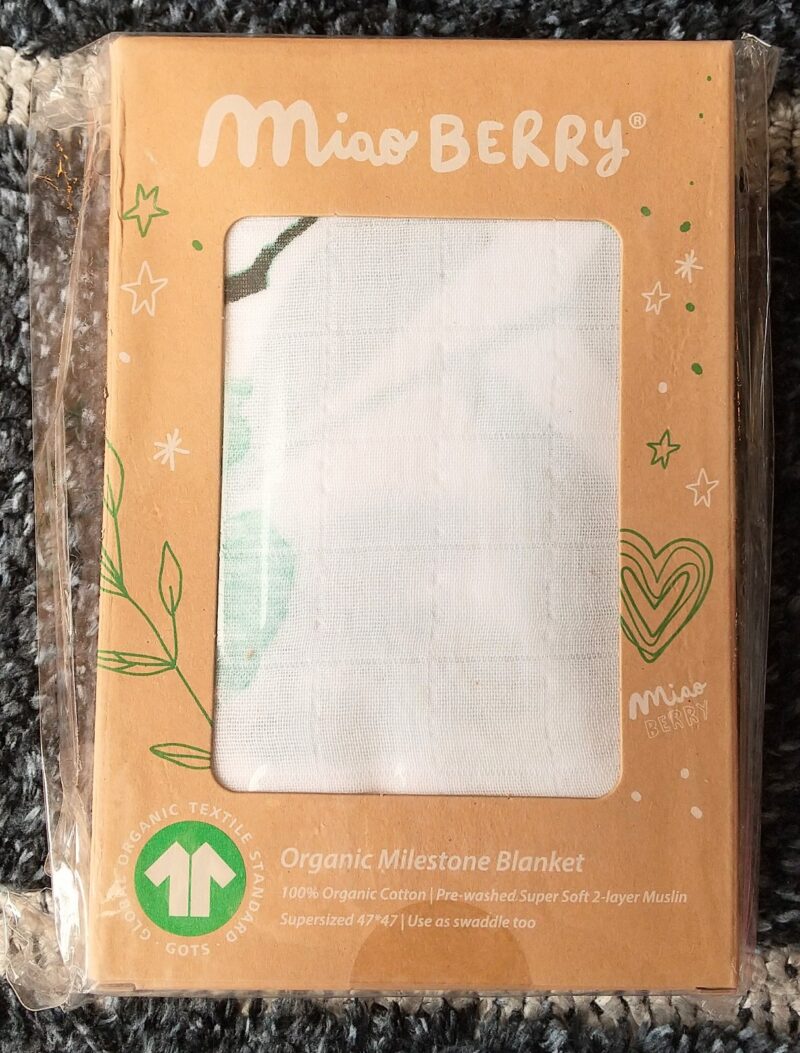 Miao BERRY®
Miao
BERRY
GLOBAL ORGANIC TEXTILE STANDARD · GOTS ·
Organic Milestone Blanket
100% Organic Cotton | Pre-washed Super Soft 2-layer Muslin
Supersized 47*47 | Use as swaddle too